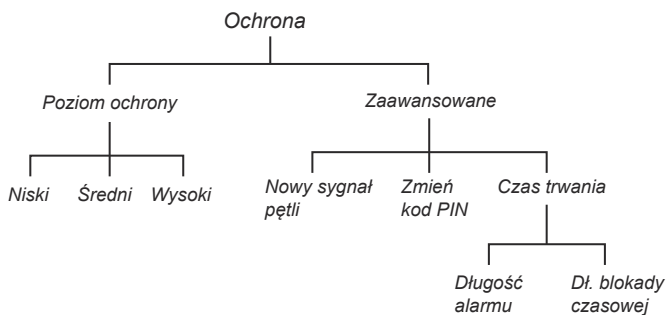 Ochrona
Poziom ochrony
Zaawansowane
Niski
Średni
Wysoki
Nowy sygnał
pętli
Zmień
kod PIN
Czas trwania
Długość
alarmu
Dł. blokady
czasowej